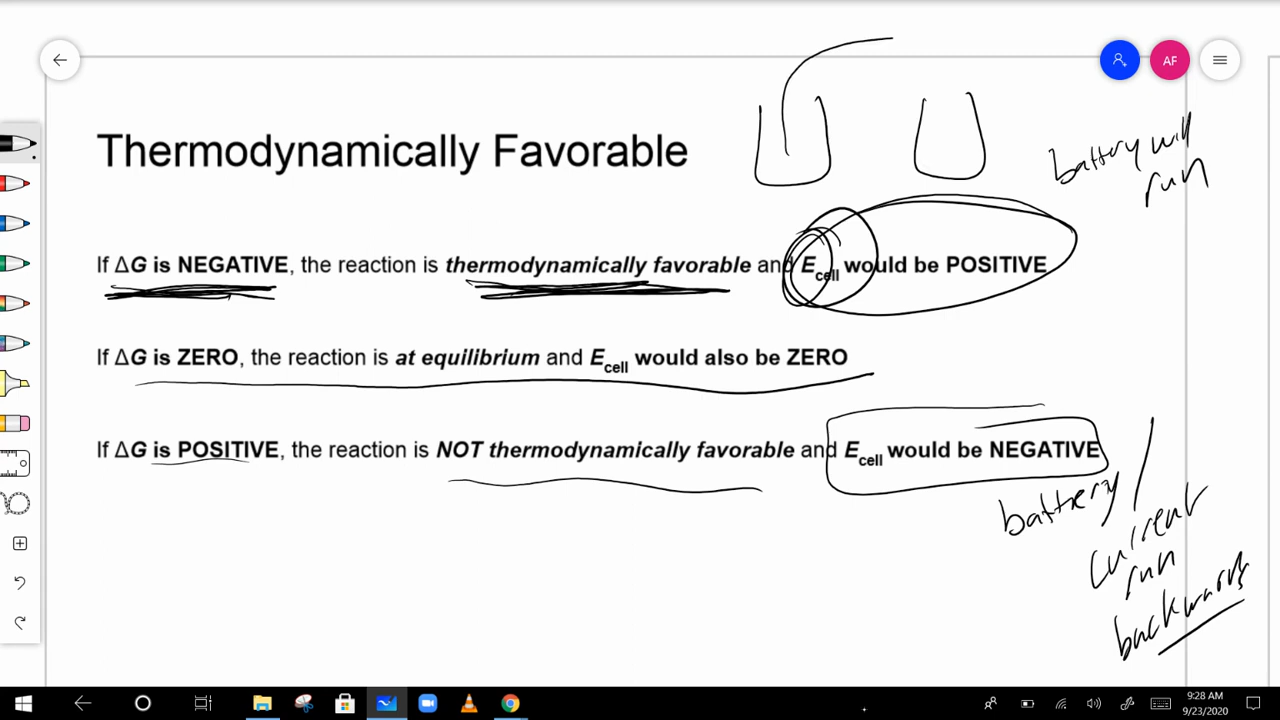 AF
battery will
run
Thermodynamically Favorable
If ΔG is NEGATIVE, the reaction is thermodynamically favorable and Ecell would be POSITIVE
If ΔG is ZERO, the reaction is at equilibrium and Ecell would also be ZERO
If ΔG is POSITIVE, the reaction is NOT thermodynamically favorable and Ecell would be NEGATIVE
battery/
current
run
backwards
9:28 AM
9/23/2020